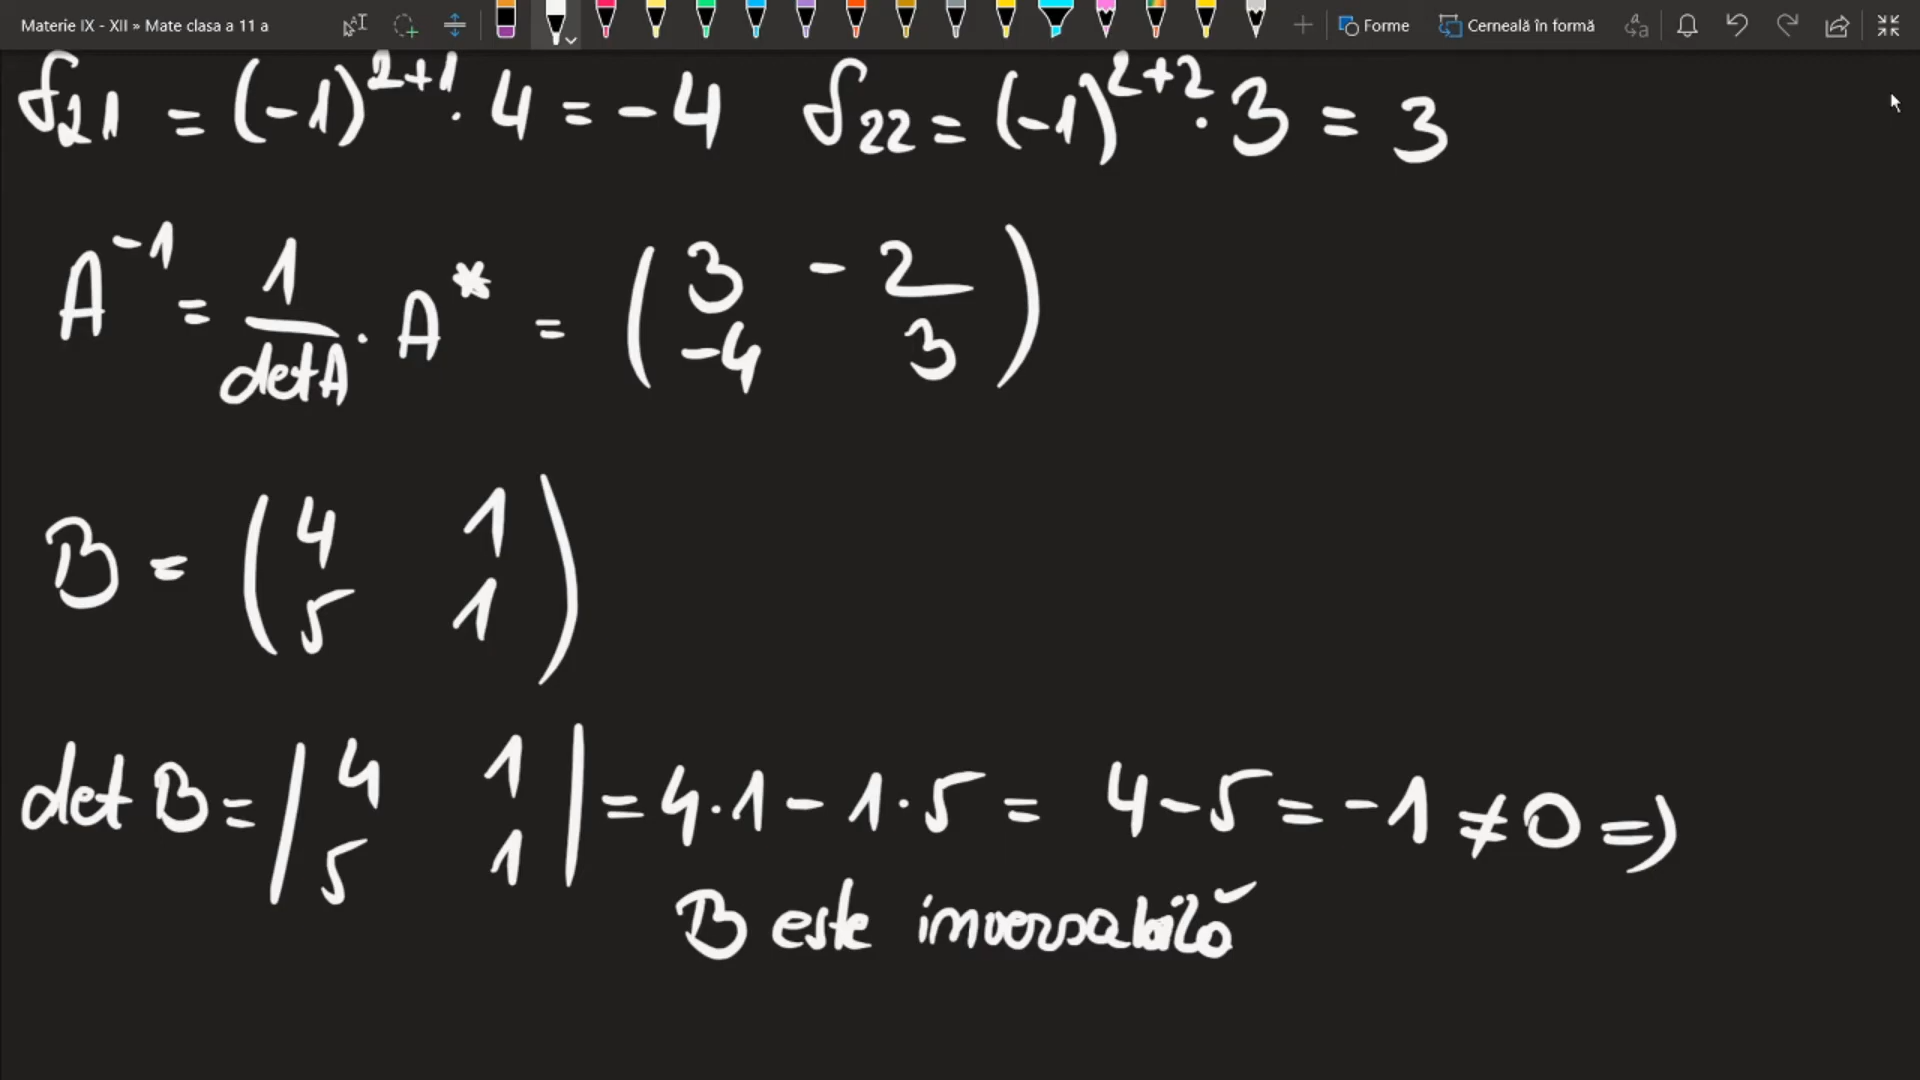 Materie IX - XII » Mate clasa a 11 a Forme Cerneală în formă
δ₂₁ = (-1)²⁺¹ · 4 = -4 δ₂₂ = (-1)²⁺² · 3 = 3
A⁻¹ = 1/detA · A* = ( 3 -2
-4 3 )
B = ( 4 1
5 1 )
det B = | 4 1
5 1 | = 4·1 - 1·5 = 4 - 5 = -1 ≠ 0 =>
B este inversabilă